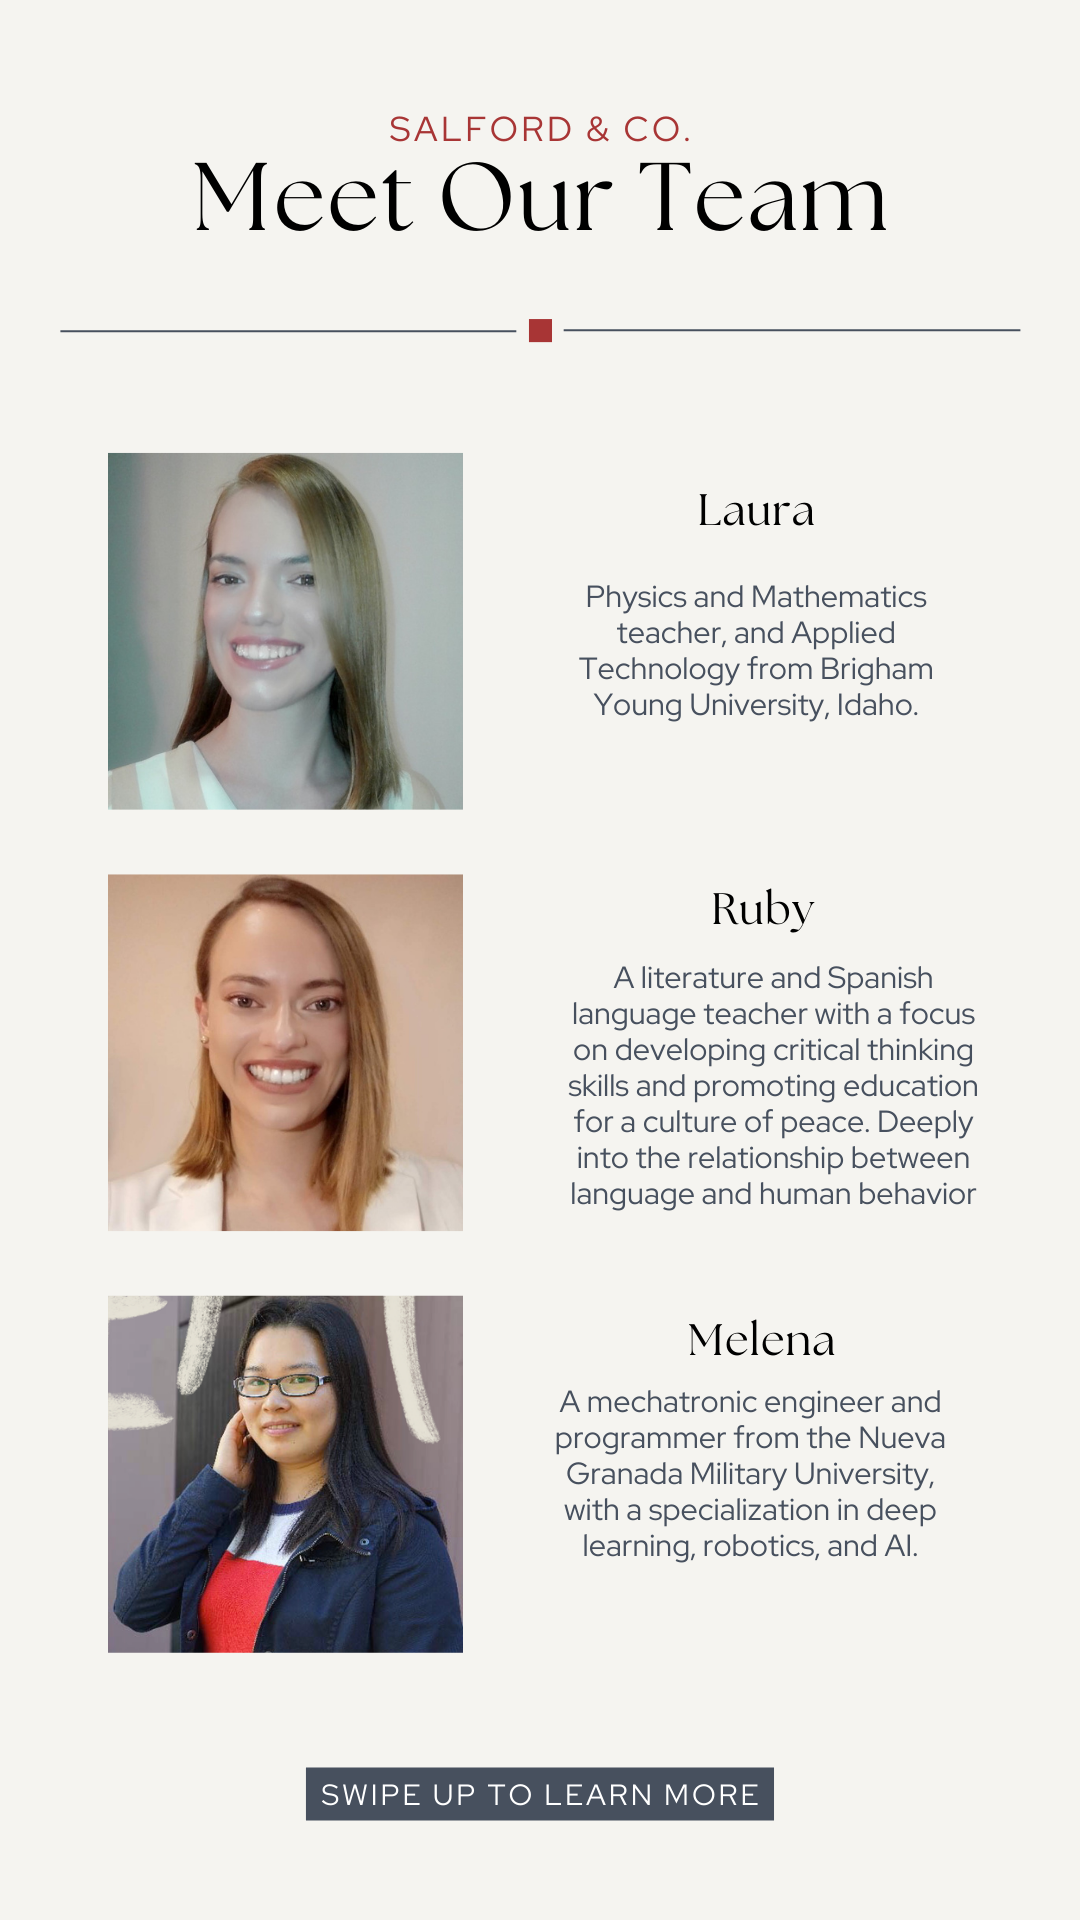 SALFORD & CO.
Meet Our Team
Laura
Physics and Mathematics
teacher, and Applied
Technology from Brigham
Young University, Idaho.
Ruby
A literature and Spanish
language teacher with a focus
on developing critical thinking
skills and promoting education
for a culture of peace. Deeply
into the relationship between
language and human behavior
Melena
A mechatronic engineer and
programmer from the Nueva
Granada Military University,
with a specialization in deep
learning, robotics, and AI.
SWIPE UP TO LEARN MORE